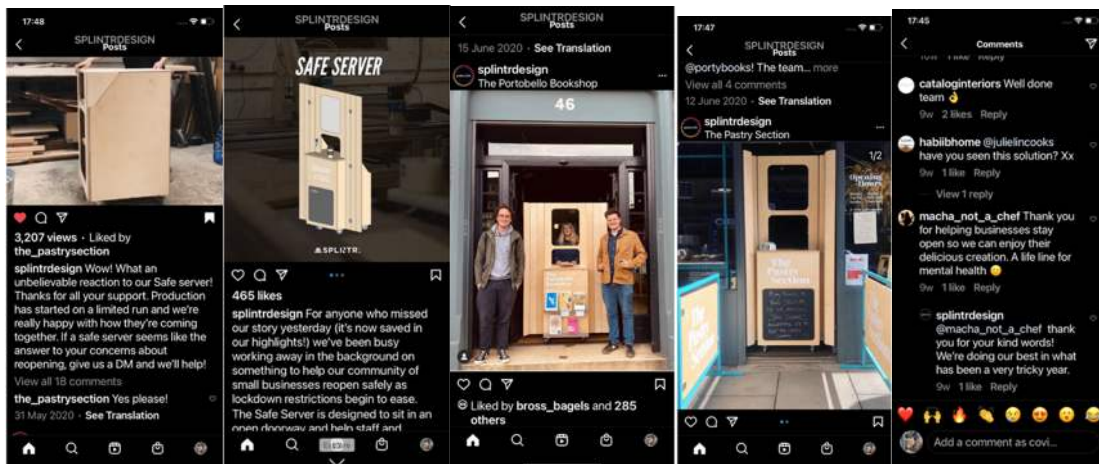 17:48
SPLINTRDESIGN
Posts
3,207 views · Liked by
the_pastrysection
splintrdesign Wow! What an
unbelievable reaction to our Safe server!
Thanks for all your support. Production
has started on a limited run and we're
really happy with how they're coming
together. If a safe server seems like the
answer to your concerns about
reopening, give us a DM and we'll help!
View all 18 comments
the_pastrysection Yes please!
31 May 2020 · See Translation
SPLINTRDESIGN
Posts
SAFE SERVER
SPLINTR.
465 likes
splintrdesign For anyone who missed
our story yesterday (it's now saved in
our highlights!) we've been busy
working away in the background on
something to help our community of
small businesses reopen safely as
lockdown restrictions begin to ease.
The Safe Server is designed to sit in an
open doorway and help staff and
SPLINTRDESIGN
Posts
15 June 2020 · See Translation
splintrdesign
The Portobello Bookshop
46
Liked by bross_bagels and 285
others
17:47
SPLINTRDESIGN
Posts
@portybooks! The team... more
View all 4 comments
12 June 2020 · See Translation
splintrdesign
The Pastry Section
1/2
Opening
Times
The
Pastry
Section
17:45
Comments
10w 1 like Reply
cataloginteriors Well done
team 👌
9w 2 likes Reply
habiibhome @julielincooks
have you seen this solution? Xx
9w 1 like Reply
View 1 reply
macha_not_a_chef Thank you
for helping businesses stay
open so we can enjoy their
delicious creation. A life line for
mental health 😊
9w 1 like Reply
splintrdesign
@macha_not_a_chef thank
you for your kind words!
We're doing our best in what
has been a very tricky year.
9w 1 like Reply
Add a comment as covi...